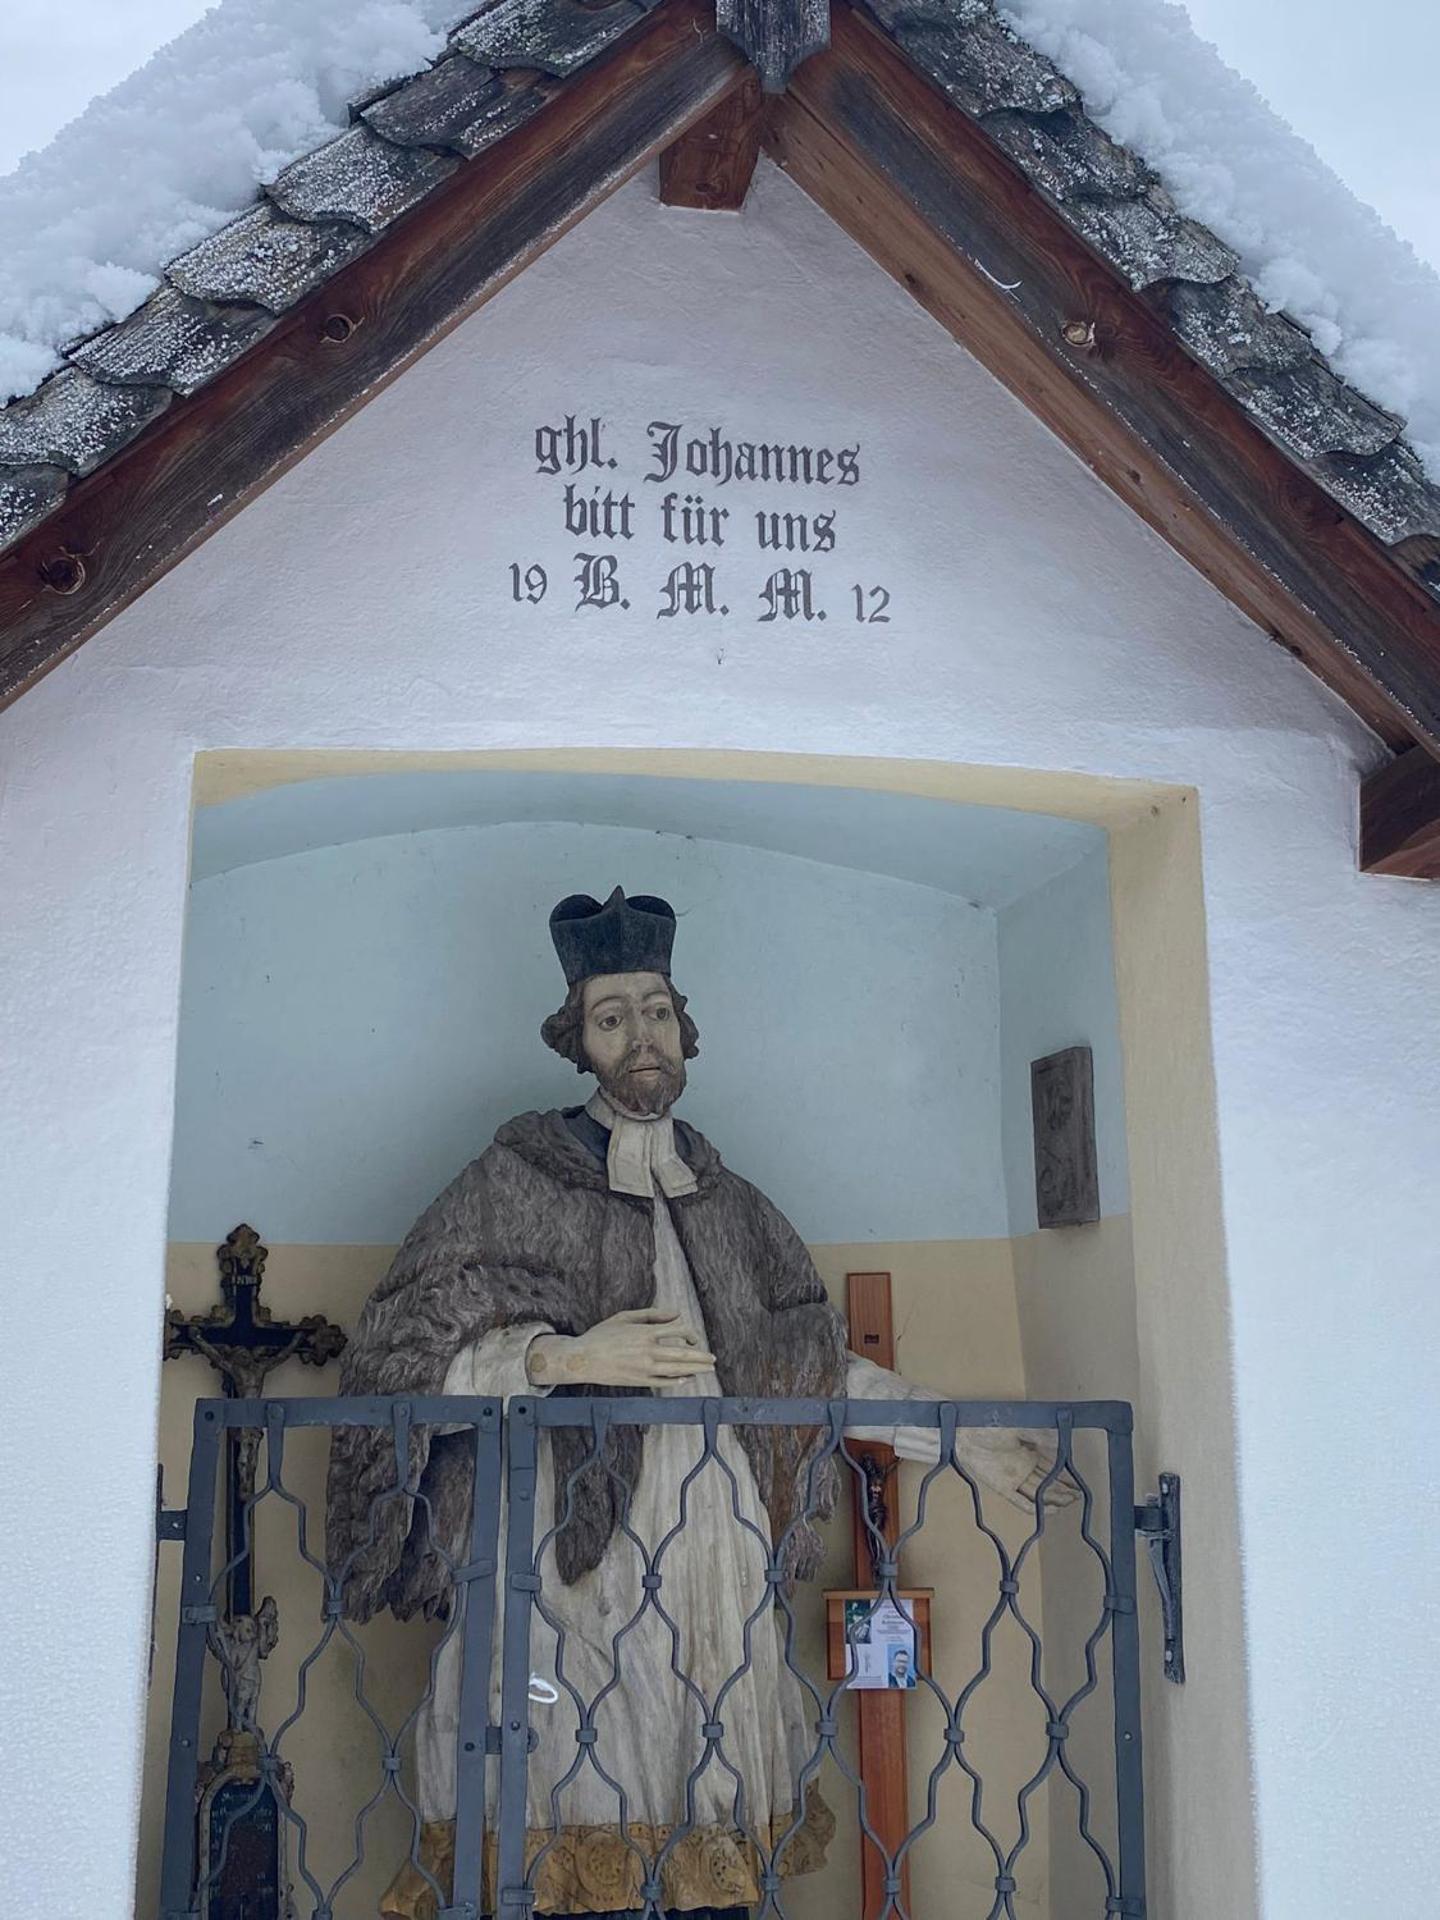 ghl. Johannes
bitt für uns
19 B. M. M. 12